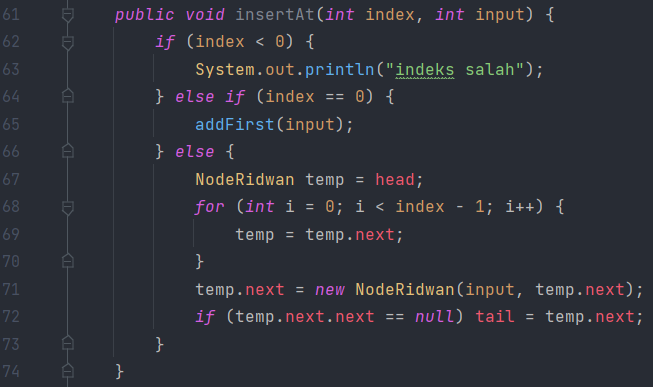 61 public void insertAt(int index, int input) {
62 if (index < 0) {
63 System.out.println("indeks salah");
64 } else if (index == 0) {
65 addFirst(input);
66 } else {
67 NodeRidwan temp = head;
68 for (int i = 0; i < index - 1; i++) {
69 temp = temp.next;
70 }
71 temp.next = new NodeRidwan(input, temp.next);
72 if (temp.next.next == null) tail = temp.next;
73 }
74 }